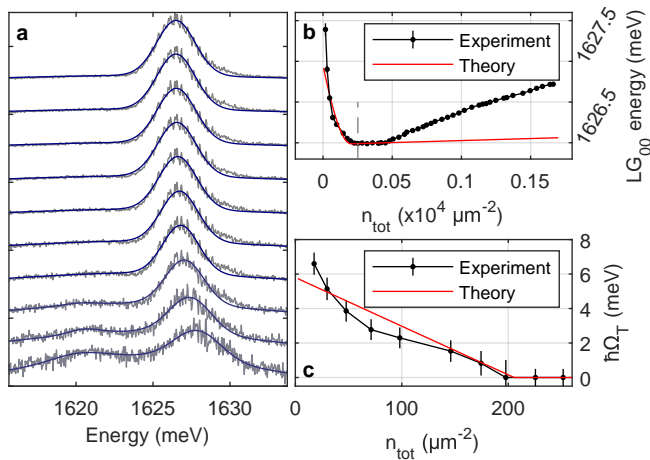 a
1620
1625
1630
Energy (meV)
b
Experiment
Theory
1627.5
1626.5
LG00 energy (meV)
0
0.05
0.1
0.15
ntot (x10⁴ μm⁻²)
Experiment
Theory
8
6
4
2
0
ħΩT (meV)
c
0
100
200
ntot (μm⁻²)